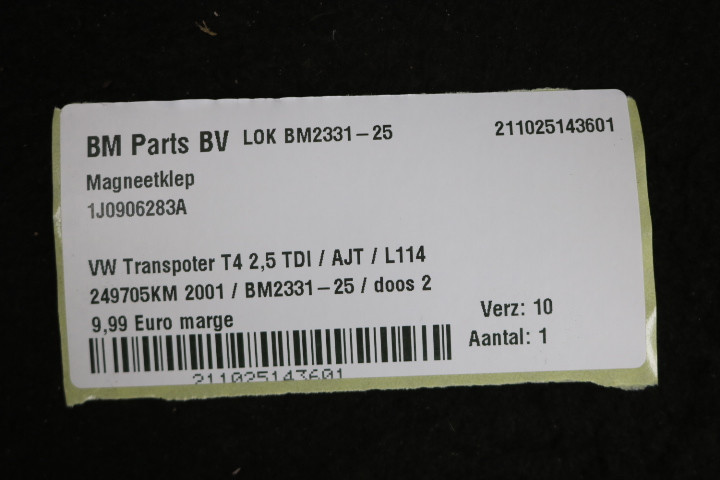 BM Parts BV LOK BM2331-25 211025143601
Magneetklep
1J0906283A
VW Transpoter T4 2,5 TDI / AJT / L114
249705KM 2001 / BM2331-25 / doos 2
9,99 Euro marge
Verz: 10
Aantal: 1
211025143601